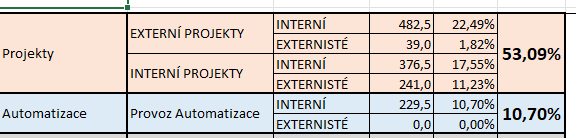 Projekty EXTERNÍ PROJEKTY INTERNÍ 482,5 22,49% 53,09%
EXTERNISTÉ 39,0 1,82%
INTERNÍ PROJEKTY INTERNÍ 376,5 17,55%
EXTERNISTÉ 241,0 11,23%
Automatizace Provoz Automatizace INTERNÍ 229,5 10,70% 10,70%
EXTERNISTÉ 0,0 0,00%